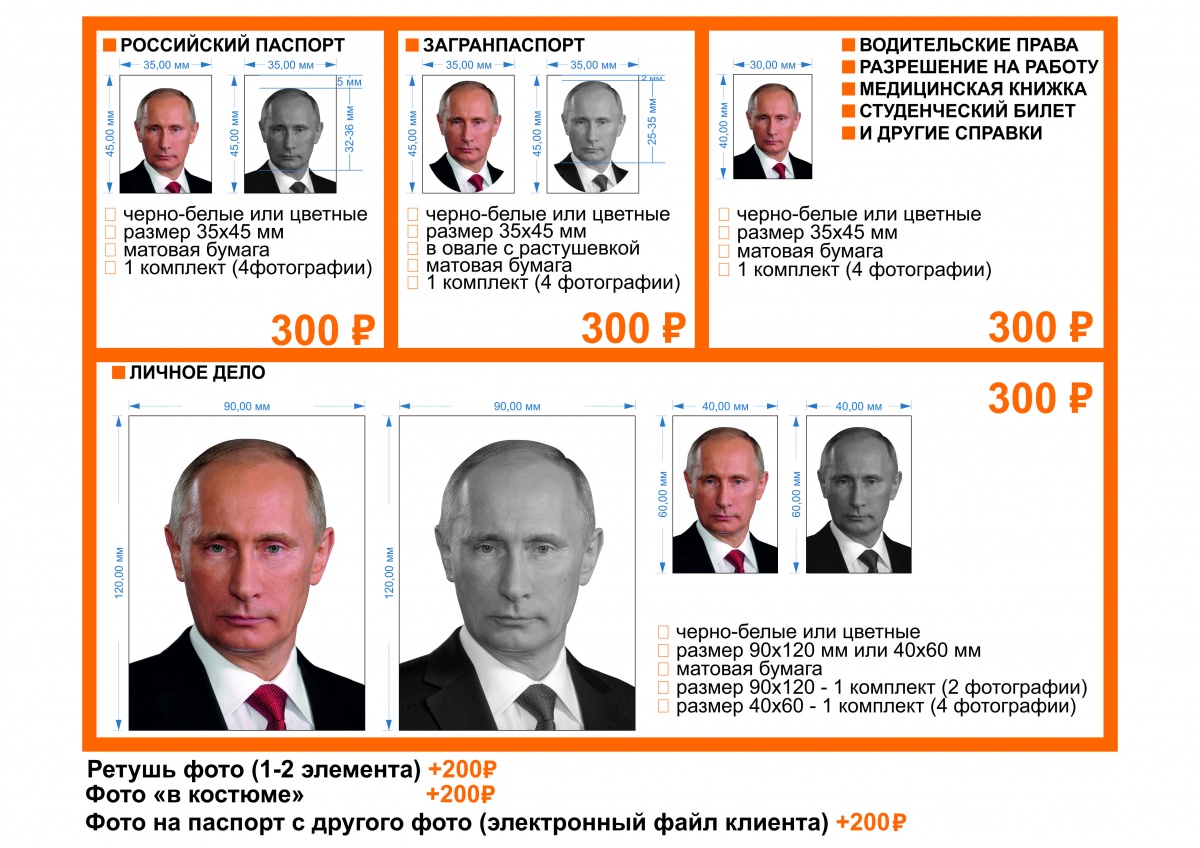 РОССИЙСКИЙ ПАСПОРТ
35,00 мм
35,00 мм
45,00 мм
45,00 мм
5 мм
32-36 мм
черно-белые или цветные
размер 35х45 мм
матовая бумага
1 комплект (4фотографии)
300 ₽
ЗАГРАНПАСПОРТ
35,00 мм
35,00 мм
45,00 мм
45,00 мм
2 мм
25-35 мм
черно-белые или цветные
размер 35х45 мм
в овале с растушевкой
матовая бумага
1 комплект (4 фотографии)
300 ₽
ВОДИТЕЛЬСКИЕ ПРАВА
РАЗРЕШЕНИЕ НА РАБОТУ
МЕДИЦИНСКАЯ КНИЖКА
СТУДЕНЧЕСКИЙ БИЛЕТ
И ДРУГИЕ СПРАВКИ
30,00 мм
40,00 мм
черно-белые или цветные
размер 35х45 мм
матовая бумага
1 комплект (4 фотографии)
300 ₽
ЛИЧНОЕ ДЕЛО
300 ₽
90,00 мм
90,00 мм
40,00 мм
40,00 мм
120,00 мм
120,00 мм
60,00 мм
60,00 мм
черно-белые или цветные
размер 90х120 мм или 40х60 мм
матовая бумага
размер 90х120 - 1 комплект (2 фотографии)
размер 40х60 - 1 комплект (4 фотографии)
Ретушь фото (1-2 элемента) +200₽
Фото «в костюме» +200₽
Фото на паспорт с другого фото (электронный файл клиента) +200₽